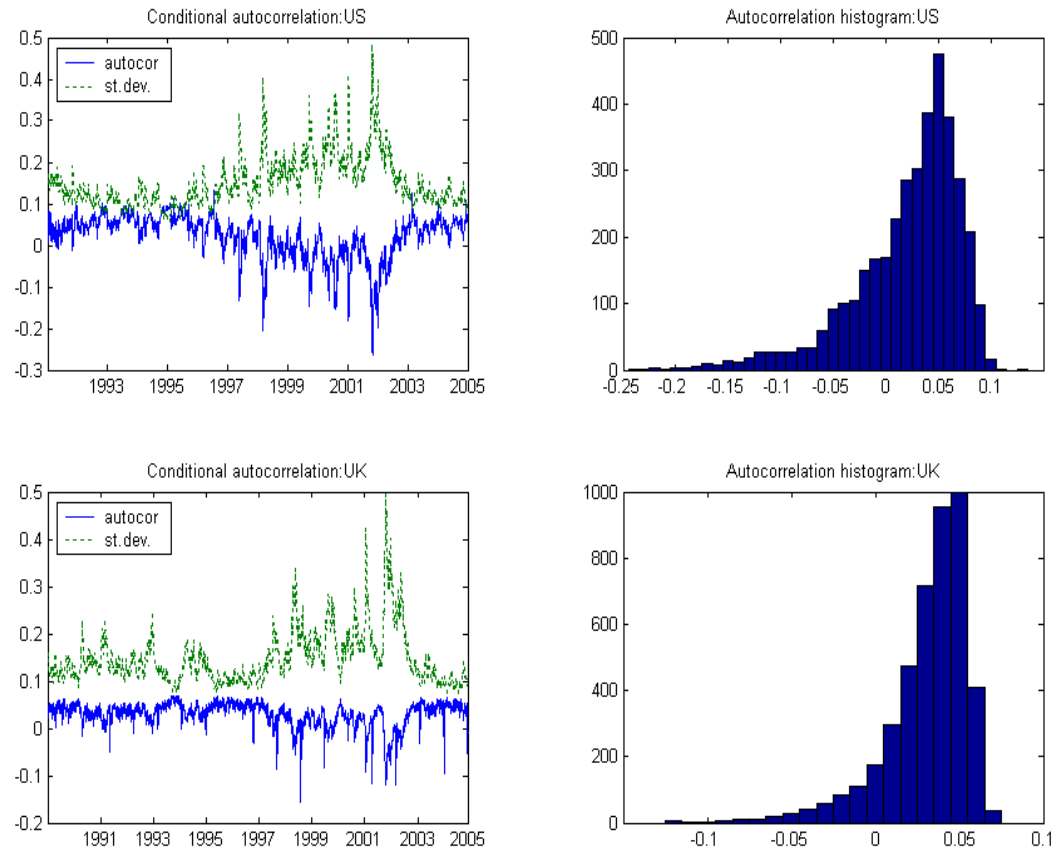 Conditional autocorrelation:US
0.5
0.4
0.3
0.2
0.1
0
-0.1
-0.2
-0.3
autocor
st.dev.
1993 1995 1997 1999 2001 2003 2005
Autocorrelation histogram:US
500
400
300
200
100
0
-0.25 -0.2 -0.15 -0.1 -0.05 0 0.05 0.1
Conditional autocorrelation:UK
0.5
0.4
0.3
0.2
0.1
0
-0.1
-0.2
autocor
st.dev.
1991 1993 1995 1997 1999 2001 2003 2005
Autocorrelation histogram:UK
1000
800
600
400
200
0
-0.1 -0.05 0 0.05 0.1